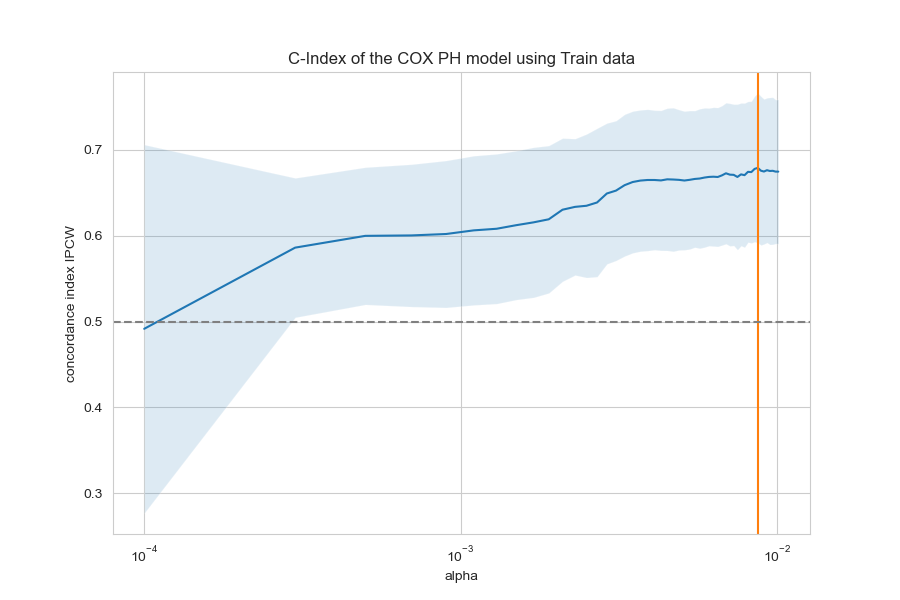 C-Index of the COX PH model using Train data
concordance index IPCW
0.7
0.6
0.5
0.4
0.3
10⁻⁴
10⁻³
10⁻²
alpha